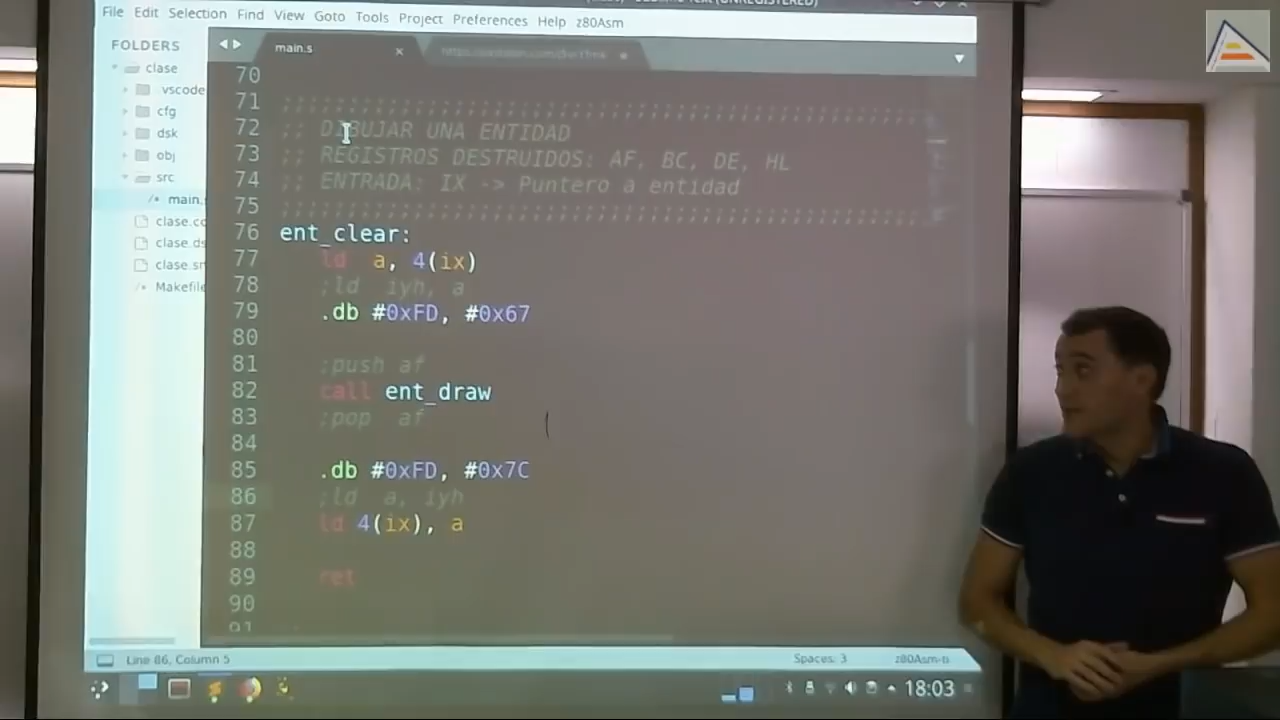 File Edit Selection Find View Goto Tools Project Preferences Help z80Asm
FOLDERS
clase
.vscode
cfg
dsk
obj
src
main.
clase.cc
clase.ds
clase.sr
Makefile
main.s
70
71 ;;;;;;;;;;;;;;;;;;;;;;;;;;;;;;;;;;;;;;;;;;;;;;;;;
72 ;; DIBUJAR UNA ENTIDAD
73 ;; REGISTROS DESTRUIDOS: AF, BC, DE, HL
74 ;; ENTRADA: IX -> Puntero a entidad
75 ;;;;;;;;;;;;;;;;;;;;;;;;;;;;;;;;;;;;;;;;;;;;;;;;;
76 ent_clear:
77 ld a, 4(ix)
78 ;ld iyh, a
79 .db #0xFD, #0x67
80
81 ;push af
82 call ent_draw
83 ;pop af
84
85 .db #0xFD, #0x7C
86 ;ld a, iyh
87 ld 4(ix), a
88
89 ret
90
91
Line 86, Column 5
Spaces: 3
18:03